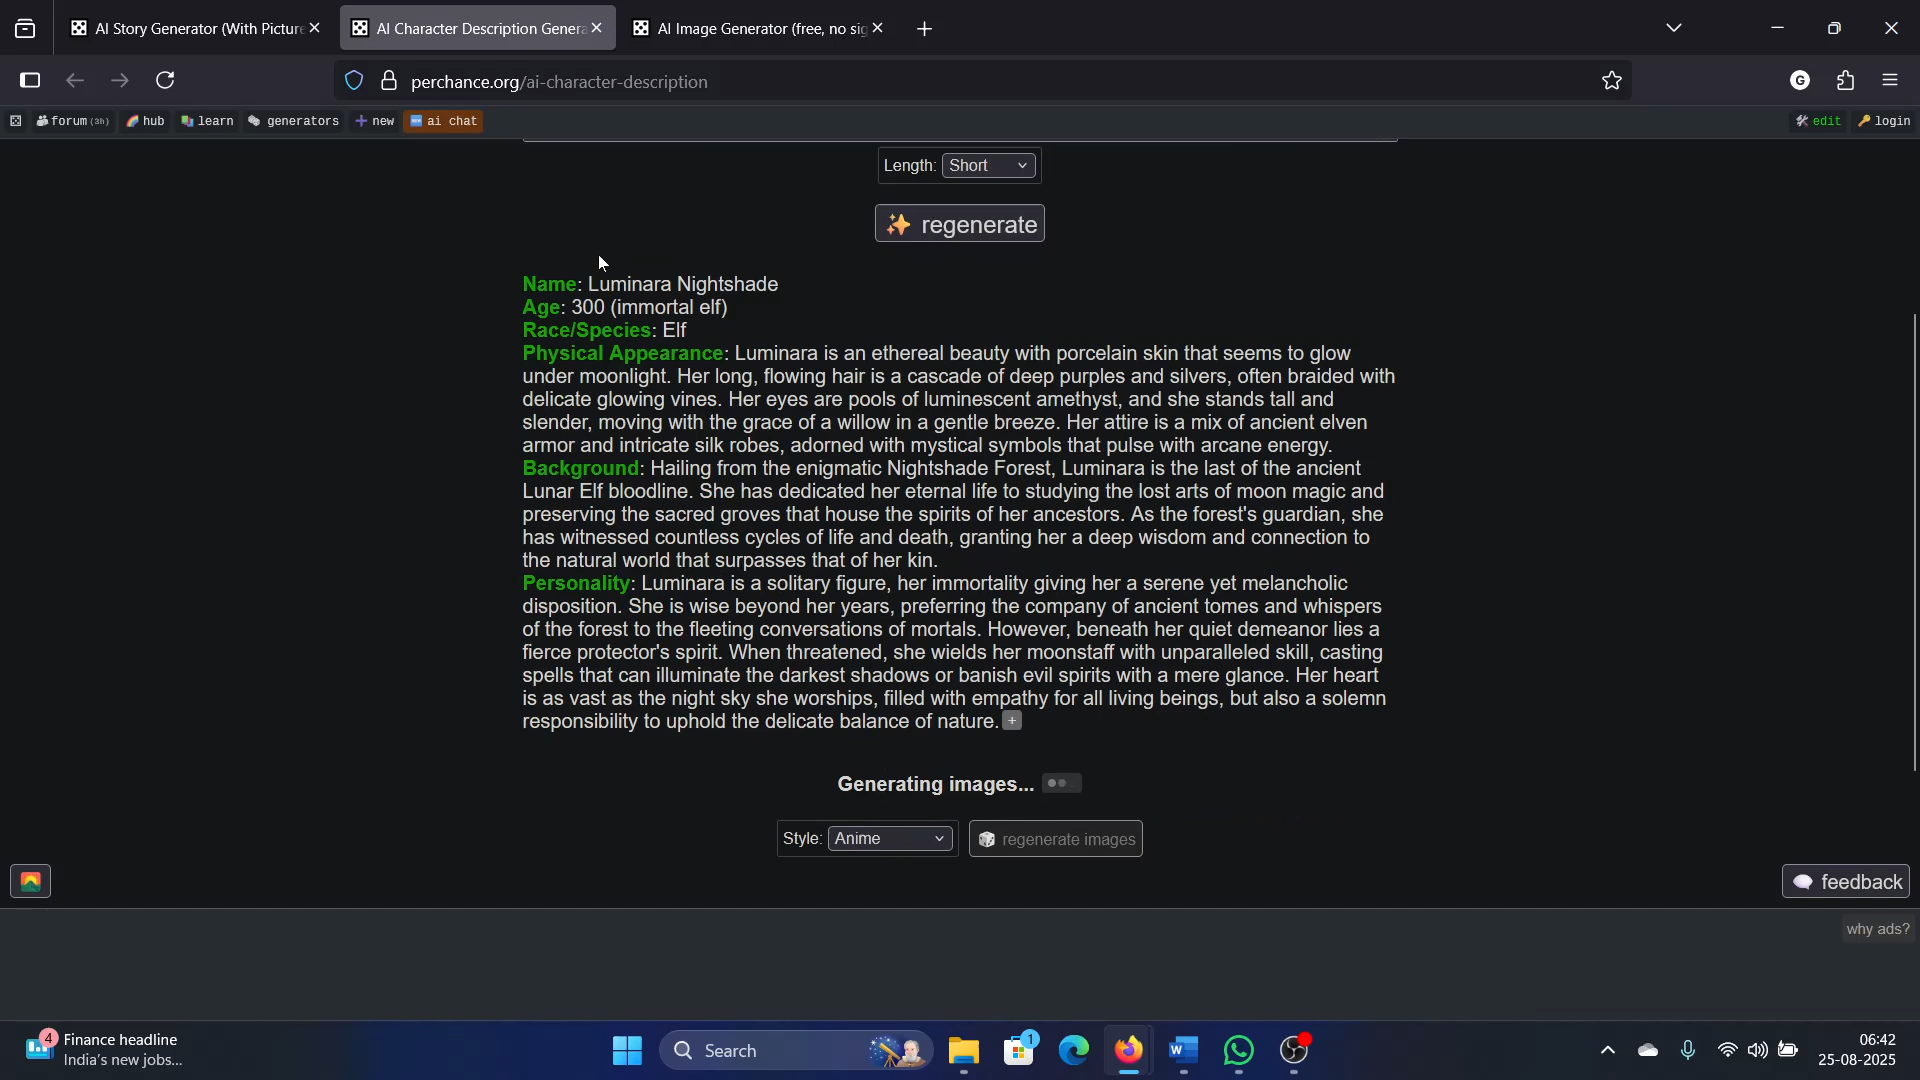 AI Story Generator (With Picture
AI Character Description Genera
AI Image Generator (free, no sig
perchance.org/ai-character-description
G
forum(3h)
hub
learn
generators
new
ai chat
edit
login
Length: Short
regenerate
Name: Luminara Nightshade
Age: 300 (immortal elf)
Race/Species: Elf
Physical Appearance: Luminara is an ethereal beauty with porcelain skin that seems to glow
under moonlight. Her long, flowing hair is a cascade of deep purples and silvers, often braided with
delicate glowing vines. Her eyes are pools of luminescent amethyst, and she stands tall and
slender, moving with the grace of a willow in a gentle breeze. Her attire is a mix of ancient elven
armor and intricate silk robes, adorned with mystical symbols that pulse with arcane energy.
Background: Hailing from the enigmatic Nightshade Forest, Luminara is the last of the ancient
Lunar Elf bloodline. She has dedicated her eternal life to studying the lost arts of moon magic and
preserving the sacred groves that house the spirits of her ancestors. As the forest's guardian, she
has witnessed countless cycles of life and death, granting her a deep wisdom and connection to
the natural world that surpasses that of her kin.
Personality: Luminara is a solitary figure, her immortality giving her a serene yet melancholic
disposition. She is wise beyond her years, preferring the company of ancient tomes and whispers
of the forest to the fleeting conversations of mortals. However, beneath her quiet demeanor lies a
fierce protector's spirit. When threatened, she wields her moonstaff with unparalleled skill, casting
spells that can illuminate the darkest shadows or banish evil spirits with a mere glance. Her heart
is as vast as the night sky she worships, filled with empathy for all living beings, but also a solemn
responsibility to uphold the delicate balance of nature. +
Generating images...
Style: Anime
regenerate images
feedback
why ads?
4
Finance headline
India's new jobs...
Search
1
W
06:42
25-08-2025